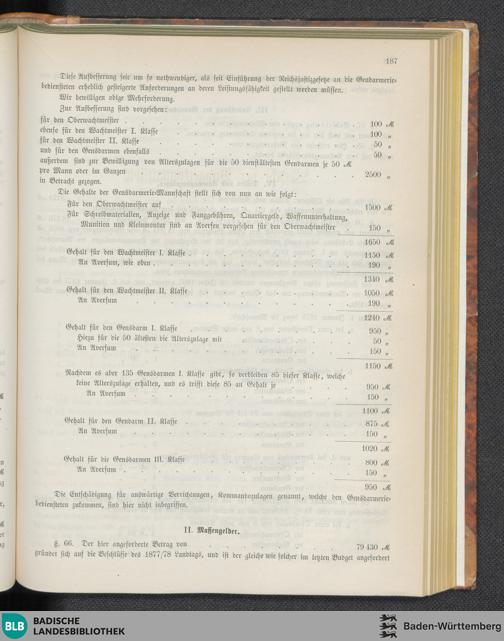 187
Diese Aufbesserung seie um so nothwendiger, als seit Einführung der Reichsjustizgesetze an die Gendarmerie-
bediensteten erheblich gesteigerte Anforderungen an deren Leistungsfähigkeit gestellt werden müssen.
Wir bewilligen obige Mehrforderung.
Zur Aufbesserung sind vorgesehen:
für den Oberwachtmeister . . . 100 ℳ
ebenso für den Wachtmeister I. Klasse . . . 100 „
für den Wachtmeister II. Klasse . . . 50 „
und für den Gensdarmen ebenfalls . . . 50 „
außerdem sind zur Bewilligung von Alterszulagen für die 50 dienstältesten Gendarmen je 50 ℳ
pro Mann oder im Ganzen . . . 2500 „
in Betracht gezogen.
Die Gehalte der Gensdarmerie-Mannschaft stellt sich von nun an wie folgt:
Für den Oberwachtmeister auf . . . 1500 ℳ
Für Schreibmaterialien, Anzeige und Fanggebühren, Quartiergeld, Waffenunterhaltung,
Munition und Kleinmontur sind an Aversen vorgesehen für den Oberwachtmeister . 150 „
1650 ℳ
Gehalt für den Wachtmeister I. Klasse . . . 1150 ℳ
An Aversum, wie oben . . . 190 „
1340 ℳ
Gehalt für den Wachtmeister II. Klasse . . . 1050 ℳ
An Aversum . . . 190 „
1240 ℳ
Gehalt für den Gensdarm I. Klasse . . . 950 „
Hiezu für die 50 ältesten die Alterszulage mit . . . 50 „
An Aversum . . . 150 „
1150 ℳ
Nachdem es aber 135 Gensdarmen I. Klasse gibt, so verbleiben 85 dieser Klasse, welche
keine Alterszulage erhalten, und es trifft diese 85 an Gehalt je . . . 950 ℳ
An Aversum . . . 150 „
1100 ℳ
Gehalt für den Gendarm II. Klasse . . . 875 ℳ
An Aversum . . . 150 „
1020 ℳ
Gehalt für die Gensdarmen III. Klasse . . . 800 ℳ
An Aversum . . . 150 „
950 ℳ
Die Entschädigung für auswärtige Verrichtungen, Kommandozulagen genannt, welche den Gensdarmerie-
bediensteten zukommen, sind hier nicht inbegriffen.
II. Massengelder.
§. 66. Der hier angeforderte Betrag von . . . 79 430 ℳ
gründet sich auf die Beschlüsse des 1877/78 Landtags, und ist der gleiche wie solcher im letzten Budget angefordert
BLB
BADISCHE
LANDESBIBLIOTHEK
Baden-Württemberg